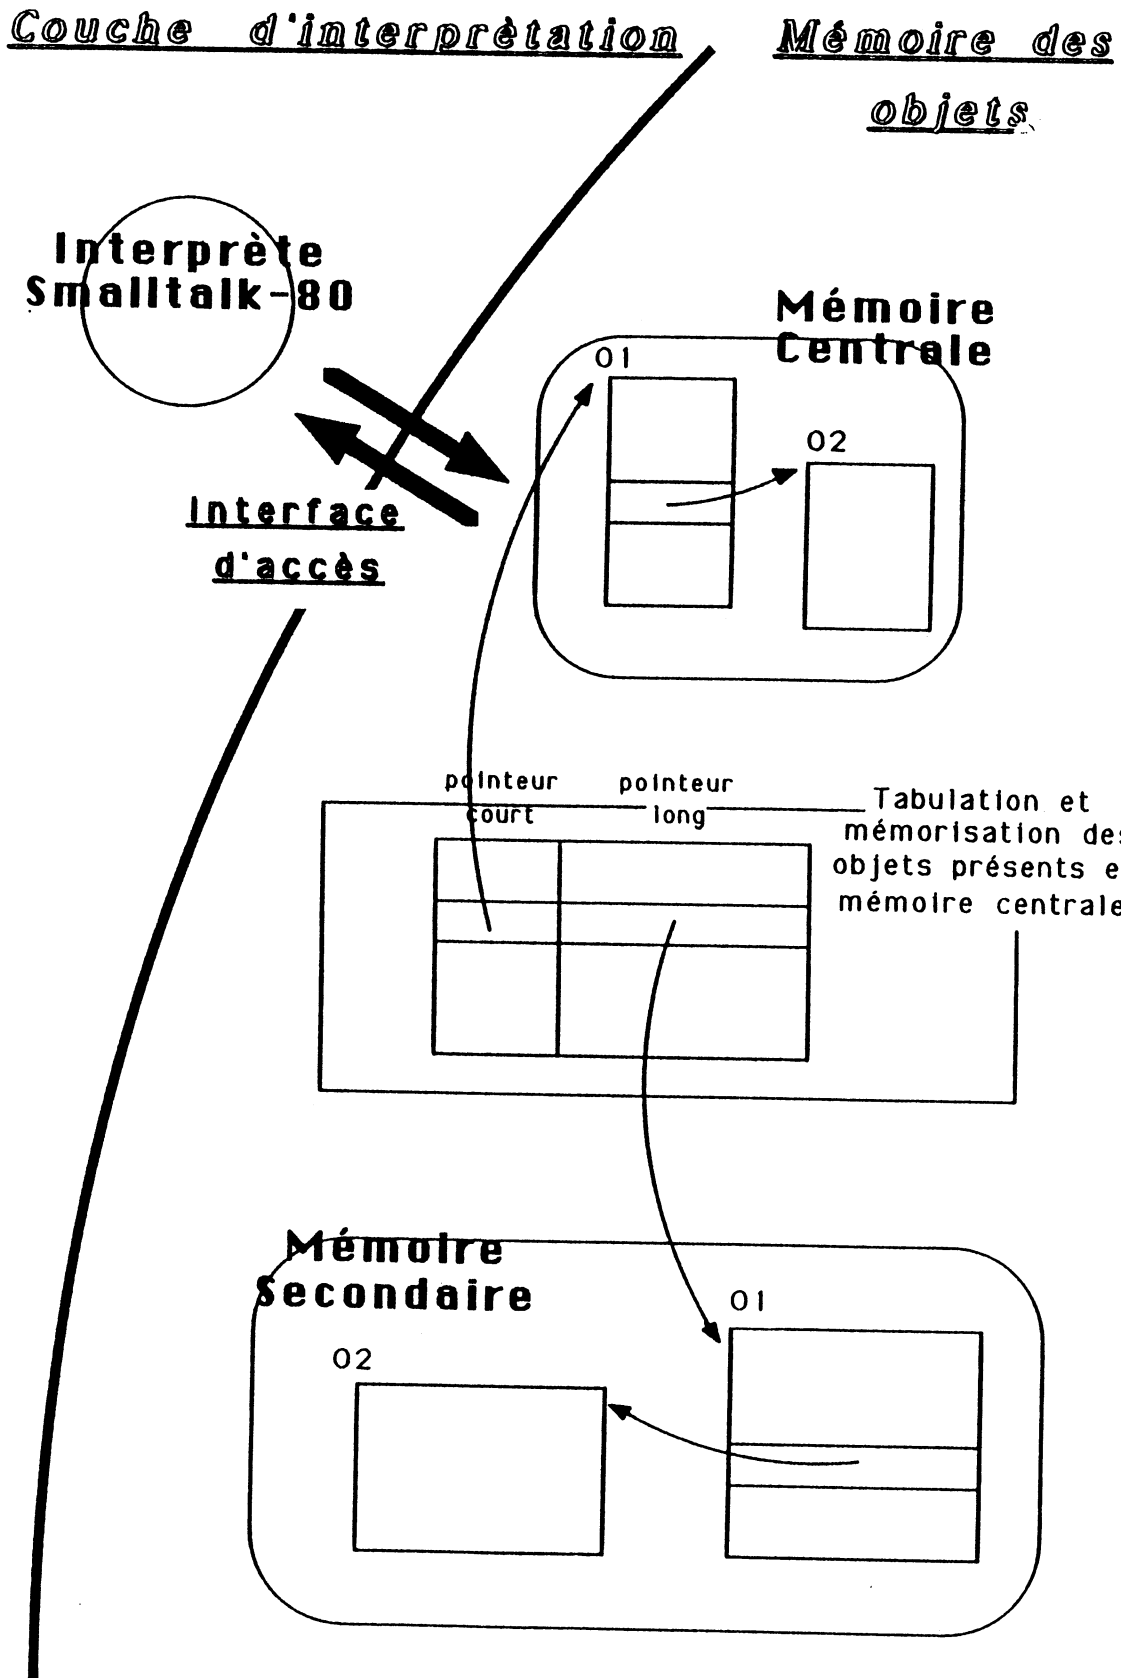 Couche d'interprètation
Mémoire des
objets
Interprète
Smalltalk-80
Mémoire
Centrale
O1
O2
Interface
d'accès
pointeur
court
pointeur
long
Tabulation et
mémorisation des
objets présents e
mémoire centrale
Mémoire
Secondaire
O1
O2